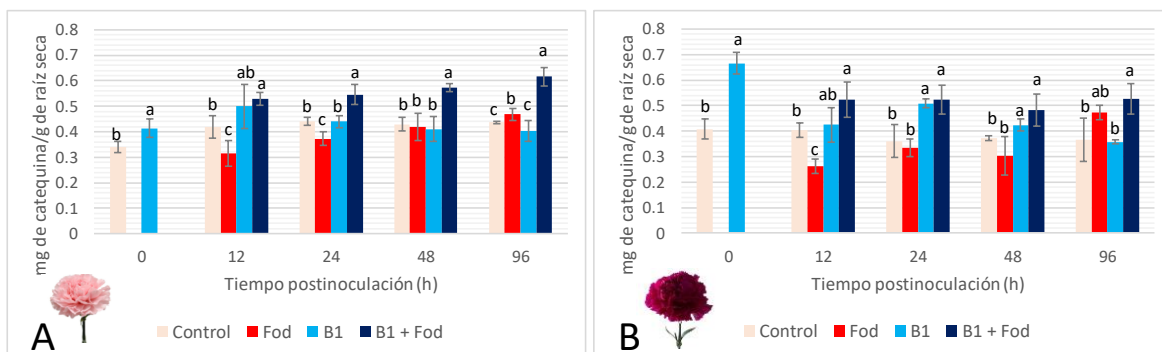 mg de catequina/g de raíz seca
0.8
0.7
0.6
0.5
0.4
0.3
0.2
0.1
0
b a
b c ab a
b c b a
b b b a
c b c a
0 12 24 48 96
Tiempo postinoculación (h)
A
Control Fod B1 B1 + Fod
mg de catequina/g de raíz seca
0.8
0.7
0.6
0.5
0.4
0.3
0.2
0.1
0
b a
b c ab a
b b a a
b b a a
b ab b a
0 12 24 48 96
Tiempo postinoculación (h)
B
Control Fod B1 B1 + Fod